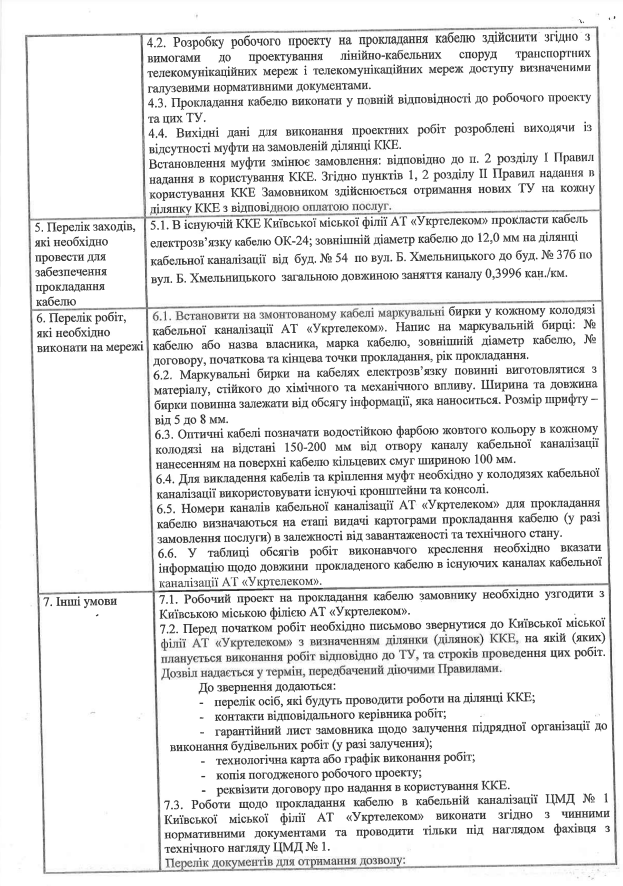 4.2. Розробку робочого проекту на прокладання кабелю здійснити згідно з
вимогами до проектування лінійно-кабельних споруд транспортних
телекомунікаційних мереж і телекомунікаційних мереж доступу визначеними
галузевими нормативними документами.
4.3. Прокладання кабелю виконати у повній відповідності до робочого проекту
та цих ТУ.
4.4. Вихідні дані для виконання проектних робіт розроблені виходячи із
відсутності муфти на замовленій ділянці ККЕ.
Встановлення муфти змінює замовлення: відповідно до п. 2 розділу I Правил
надання в користування ККЕ. Згідно пунктів 1, 2 розділу II Правил надання в
користування ККЕ Замовником здійснюється отримання нових ТУ на кожну
ділянку ККЕ з відповідною оплатою послуг.
5. Перелік заходів,
які необхідно
провести для
забезпечення
прокладання
кабелю
5.1. В існуючій ККЕ Київської міської філії АТ «Укртелеком» прокласти кабель
електрозв’язку кабелю ОК-24; зовнішній діаметр кабелю до 12,0 мм на ділянці
кабельної каналізації від буд. № 54 по вул. Б. Хмельницького до буд. № 37б по
вул. Б. Хмельницького загальною довжиною заняття каналу 0,3996 кан./км.
6. Перелік робіт,
які необхідно
виконати на мережі
6.1. Встановити на змонтованому кабелі маркувальні бирки у кожному колодязі
кабельної каналізації АТ «Укртелеком». Напис на маркувальній бирці: №
кабелю або назва власника, марка кабелю, зовнішній діаметр кабелю, №
договору, початкова та кінцева точки прокладання, рік прокладання.
6.2. Маркувальні бирки на кабелях електрозв’язку повинні виготовлятися з
матеріалу, стійкого до хімічного та механічного впливу. Ширина та довжина
бирки повинна залежати від обсягу інформації, яка наноситься. Розмір шрифту –
від 5 до 8 мм.
6.3. Оптичні кабелі позначати водостійкою фарбою жовтого кольору в кожному
колодязі на відстані 150-200 мм від отвору каналу кабельної каналізації
нанесенням на поверхні кабелю кільцевих смуг шириною 100 мм.
6.4. Для викладення кабелів та кріплення муфт необхідно у колодязях кабельної
каналізації використовувати існуючі кронштейни та консолі.
6.5. Номери каналів кабельної каналізації АТ «Укртелеком» для прокладання
кабелю визначаються на етапі видачі картограми прокладання кабелю (у разі
замовлення послуги) в залежності від завантаженості та технічного стану.
6.6. У таблиці обсягів робіт виконавчого креслення необхідно вказати
інформацію щодо довжини прокладеного кабелю в існуючих каналах кабельної
каналізації АТ «Укртелеком».
7. Інші умови
7.1. Робочий проект на прокладання кабелю замовнику необхідно узгодити з
Київською міською філією АТ «Укртелеком».
7.2. Перед початком робіт необхідно письмово звернутися до Київської міської
філії АТ «Укртелеком» з визначенням ділянки (ділянок) ККЕ, на якій (яких)
планується виконання робіт відповідно до ТУ, та строків проведення цих робіт.
Дозвіл надається у термін, передбачений діючими Правилами.
До звернення додаються:
- перелік осіб, які будуть проводити роботи на ділянці ККЕ;
- контакти відповідального керівника робіт;
- гарантійний лист замовника щодо залучення підрядної організації до
виконання будівельних робіт (у разі залучення);
- технологічна карта або графік виконання робіт;
- копія погодженого робочого проекту;
- реквізити договору про надання в користування ККЕ.
7.3. Роботи щодо прокладання кабелю в кабельній каналізації ЦМД № 1
Київської міської філії АТ «Укртелеком» виконати згідно з чинними
нормативними документами та проводити тільки під наглядом фахівця з
технічного нагляду ЦМД № 1.
Перелік документів для отримання дозволу: